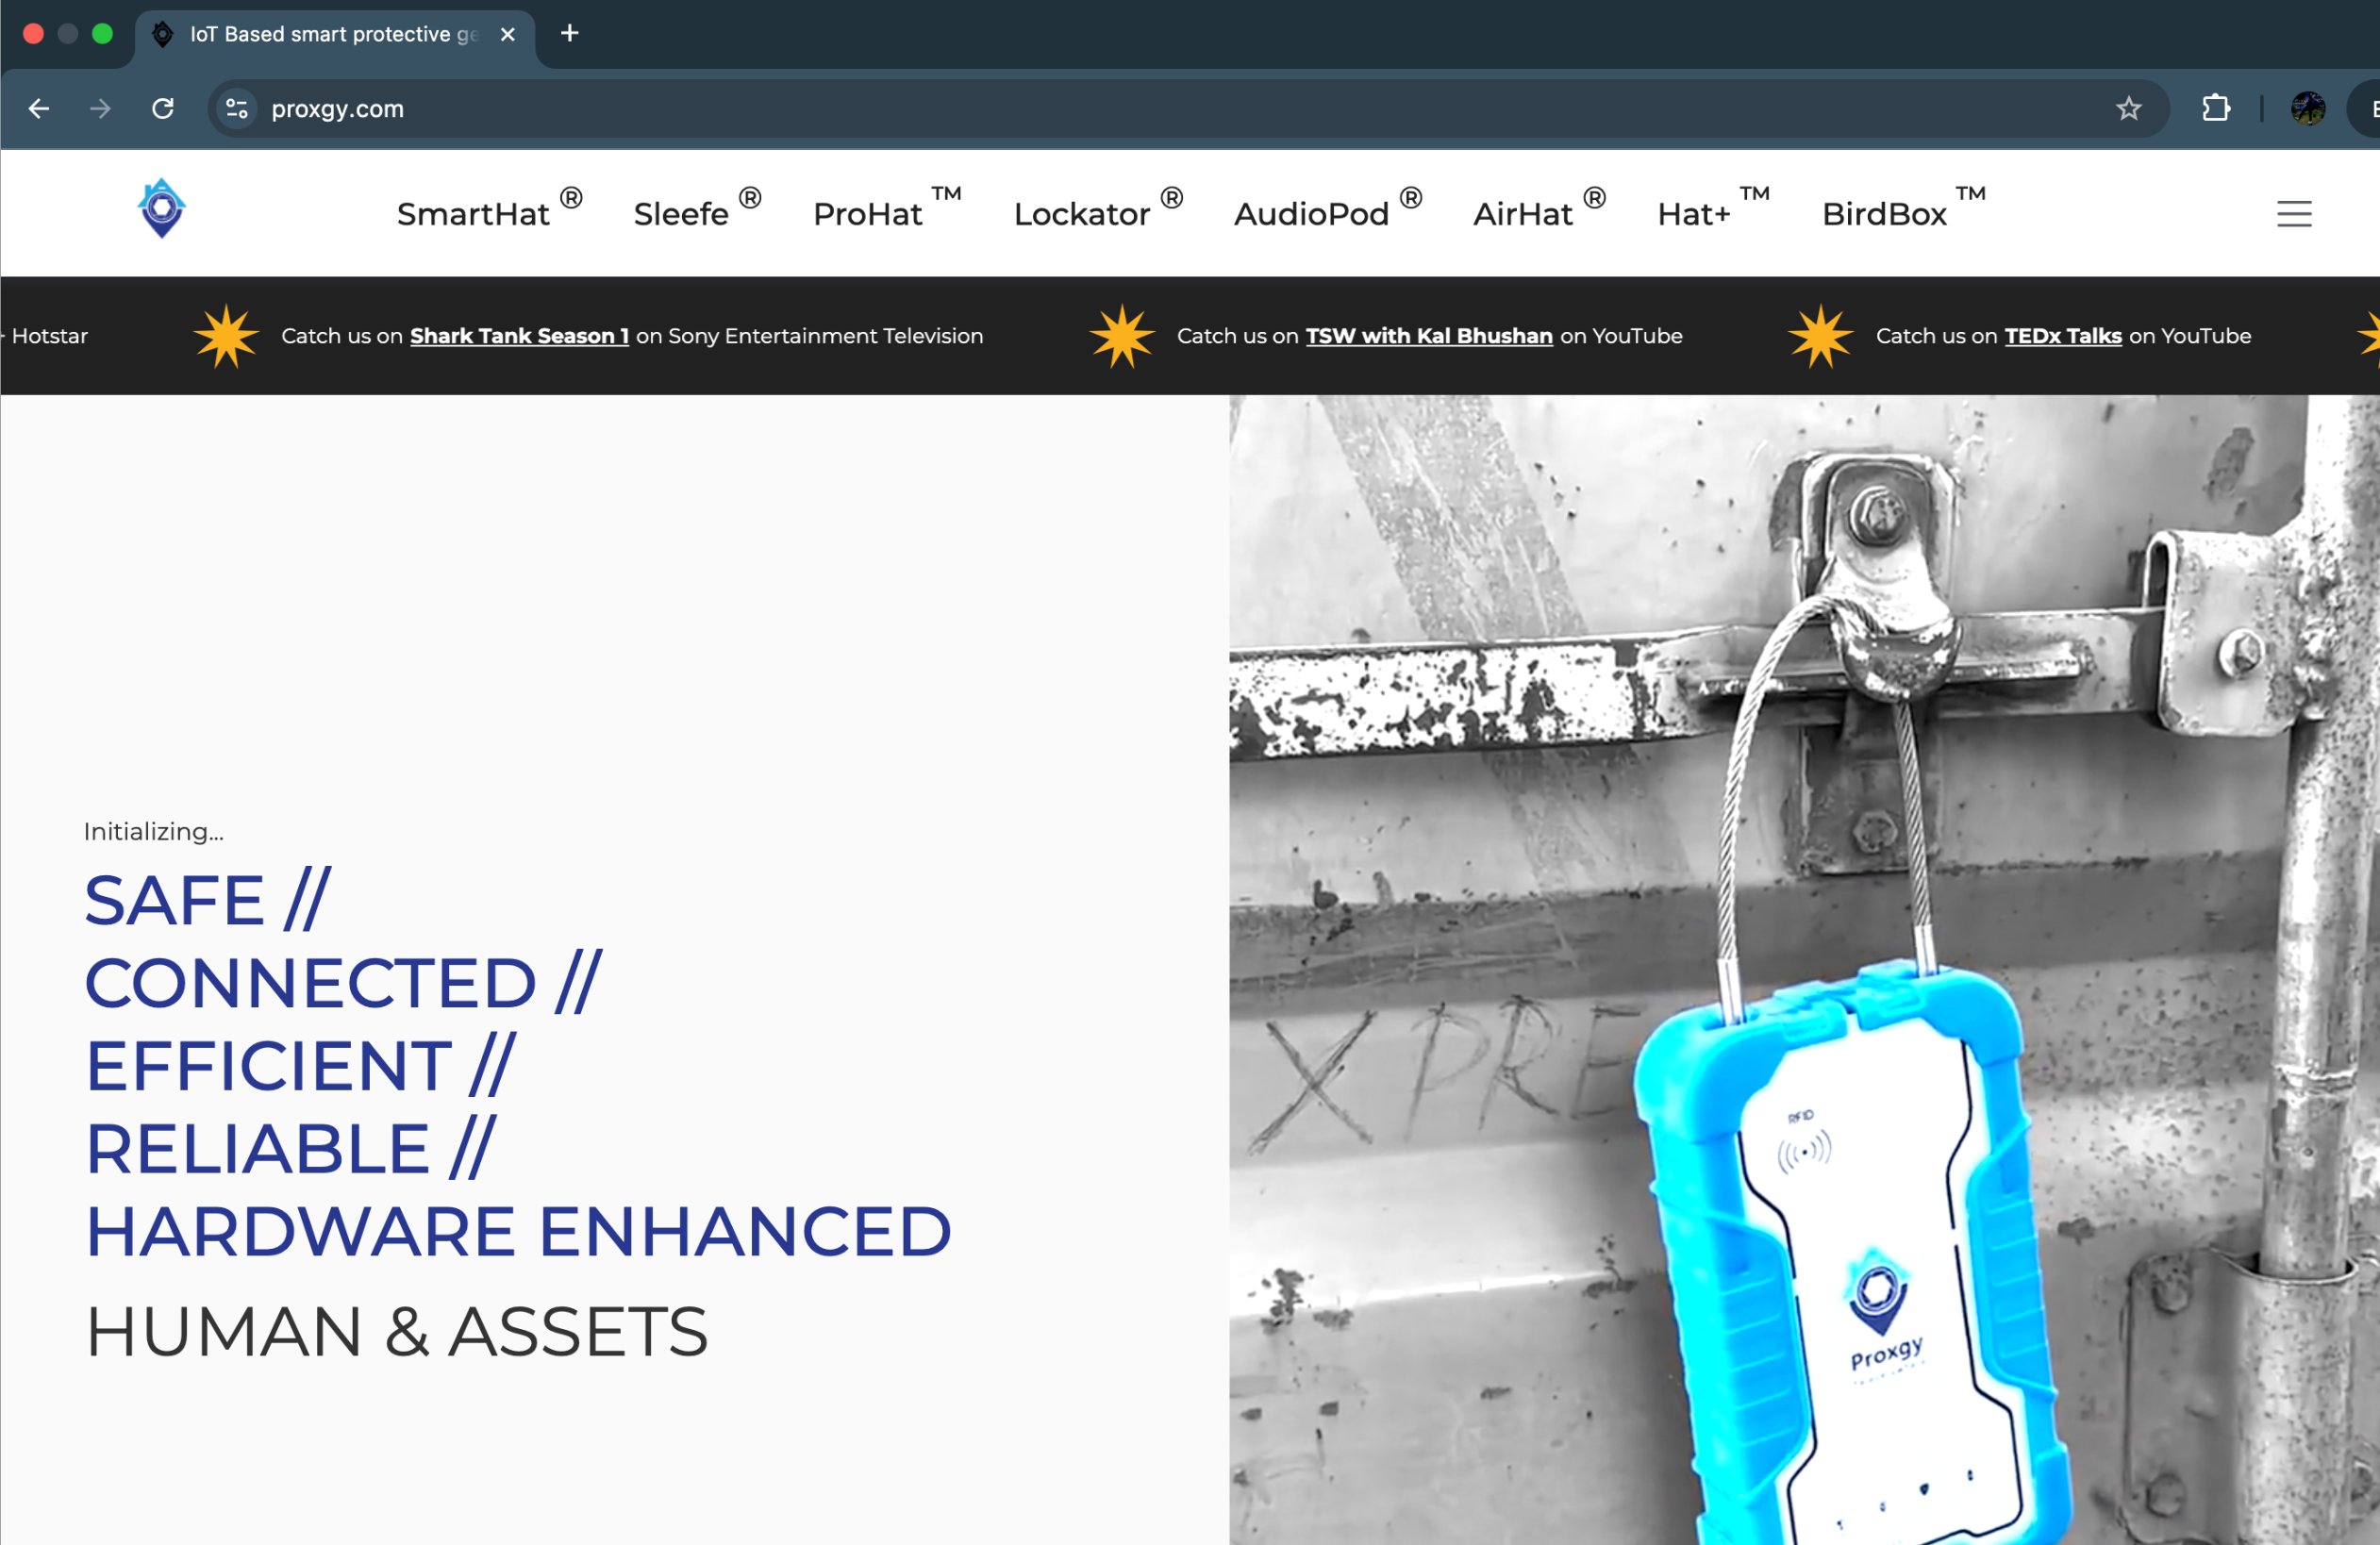 IoT Based smart protective ge
proxgy.com
SmartHat ® Sleefe ® ProHat ™ Lockator ® AudioPod ® AirHat ® Hat+ ™ BirdBox ™
Hotstar Catch us on Shark Tank Season 1 on Sony Entertainment Television Catch us on TSW with Kal Bhushan on YouTube Catch us on TEDx Talks on YouTube
Initializing...
SAFE //
CONNECTED //
EFFICIENT //
RELIABLE //
HARDWARE ENHANCED
HUMAN & ASSETS
XPRE
RFID
Proxgy